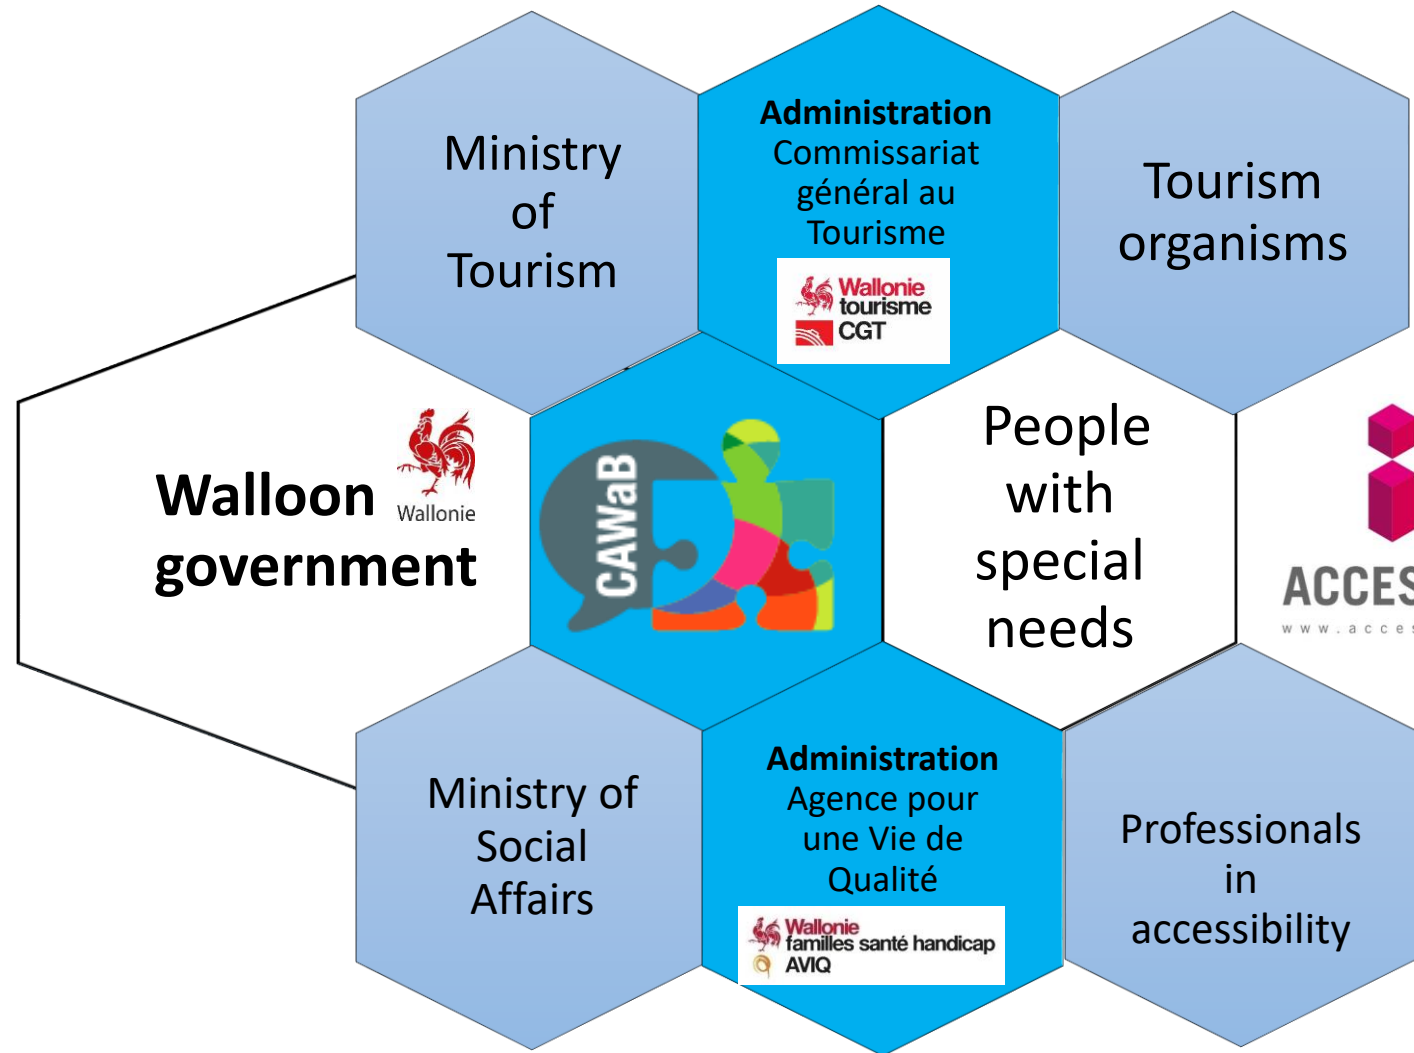 Ministry
of
Tourism
Administration
Commissariat
général au
Tourisme
Wallonie
tourisme
CGT
Tourism
organisms
Walloon
government
Wallonie
CAWaB
People
with
special
needs
ACCES
www.acces
Ministry of
Social
Affairs
Administration
Agence pour
une Vie de
Qualité
Wallonie
familles santé handicap
AVIQ
Professionals
in
accessibility